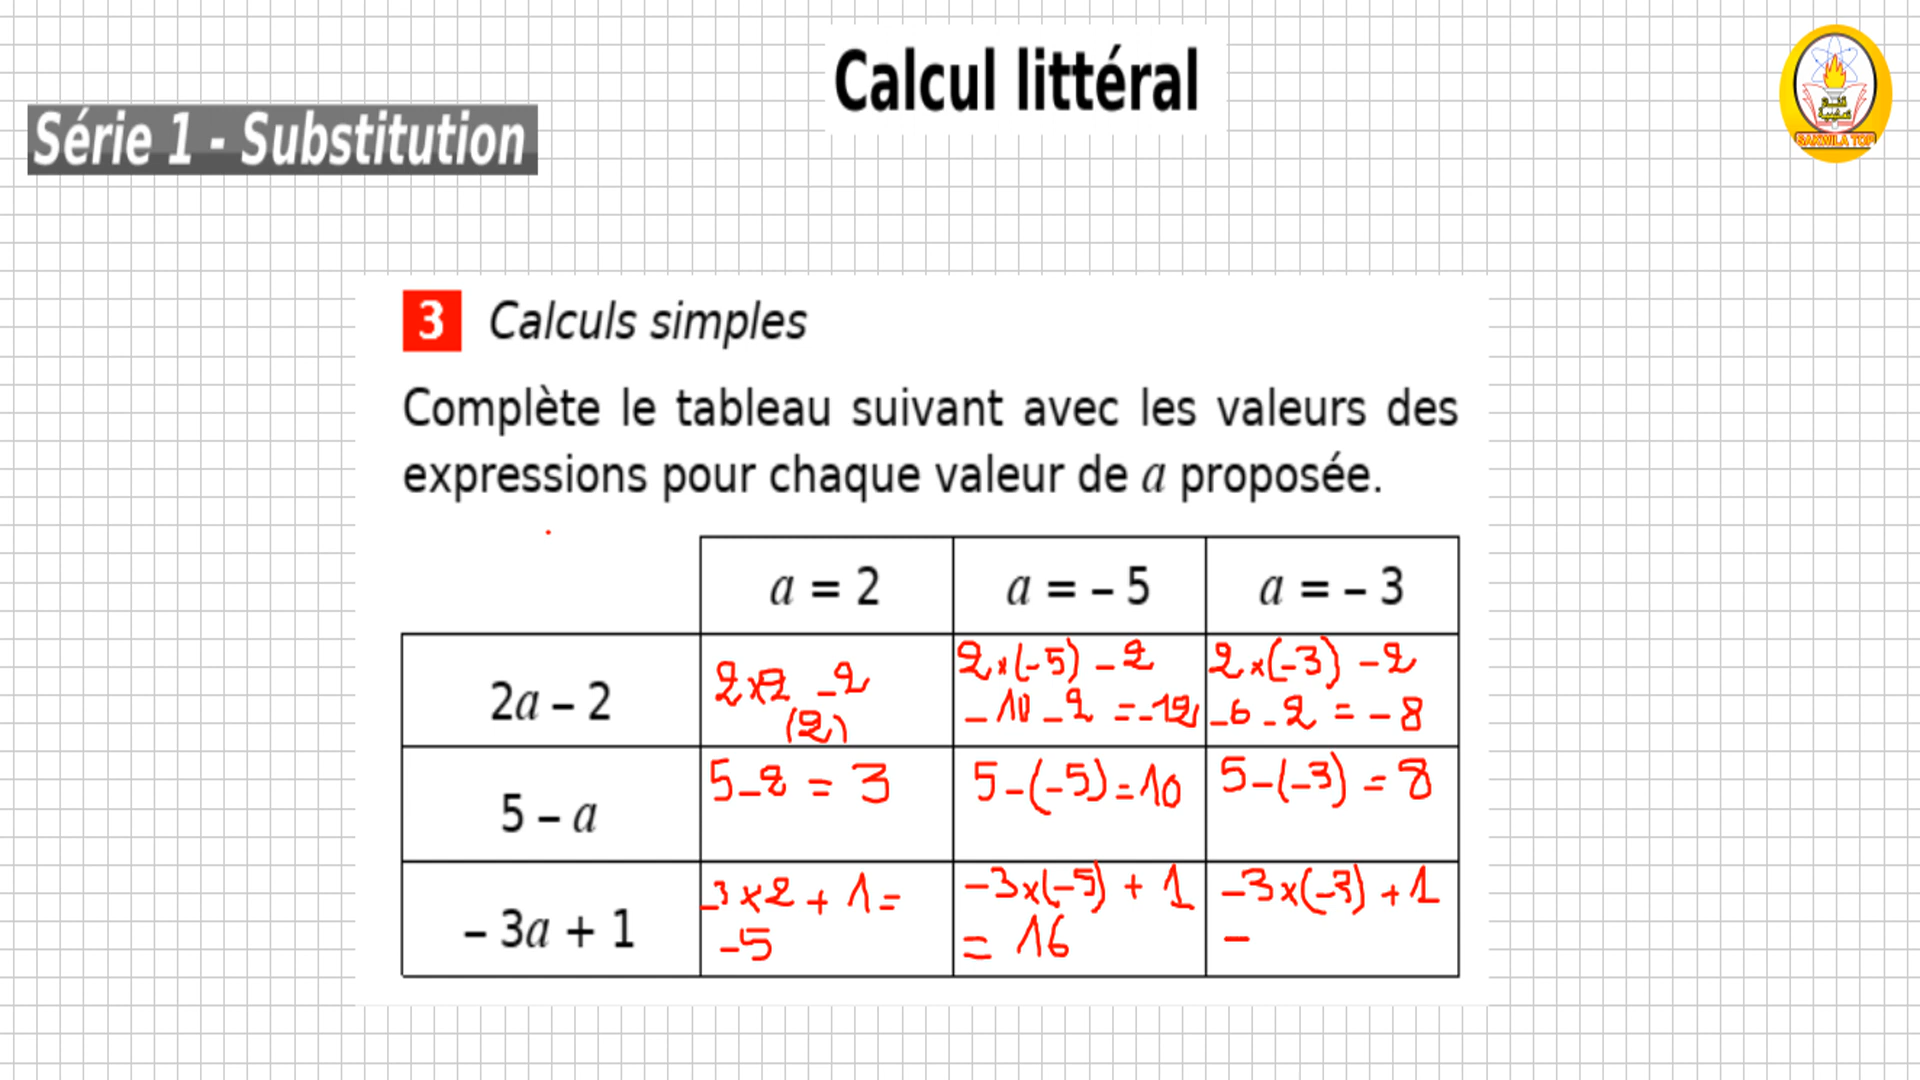 Calcul littéral
Série 1 - Substitution
SAKWILA TOP
3 Calculs simples
Complète le tableau suivant avec les valeurs des
expressions pour chaque valeur de a proposée.
a = 2 a = – 5 a = – 3
2a – 2
2×2 -2
(2)
2×(-5) -2
-10 -2 = -12
2×(-3) -2
-6 -2 = -8
5 – a
5-2 = 3
5-(-5)=10
5-(-3) = 8
– 3a + 1
-3×2 + 1=
-5
-3×(-5) + 1
= 16
-3×(-3) +1
-